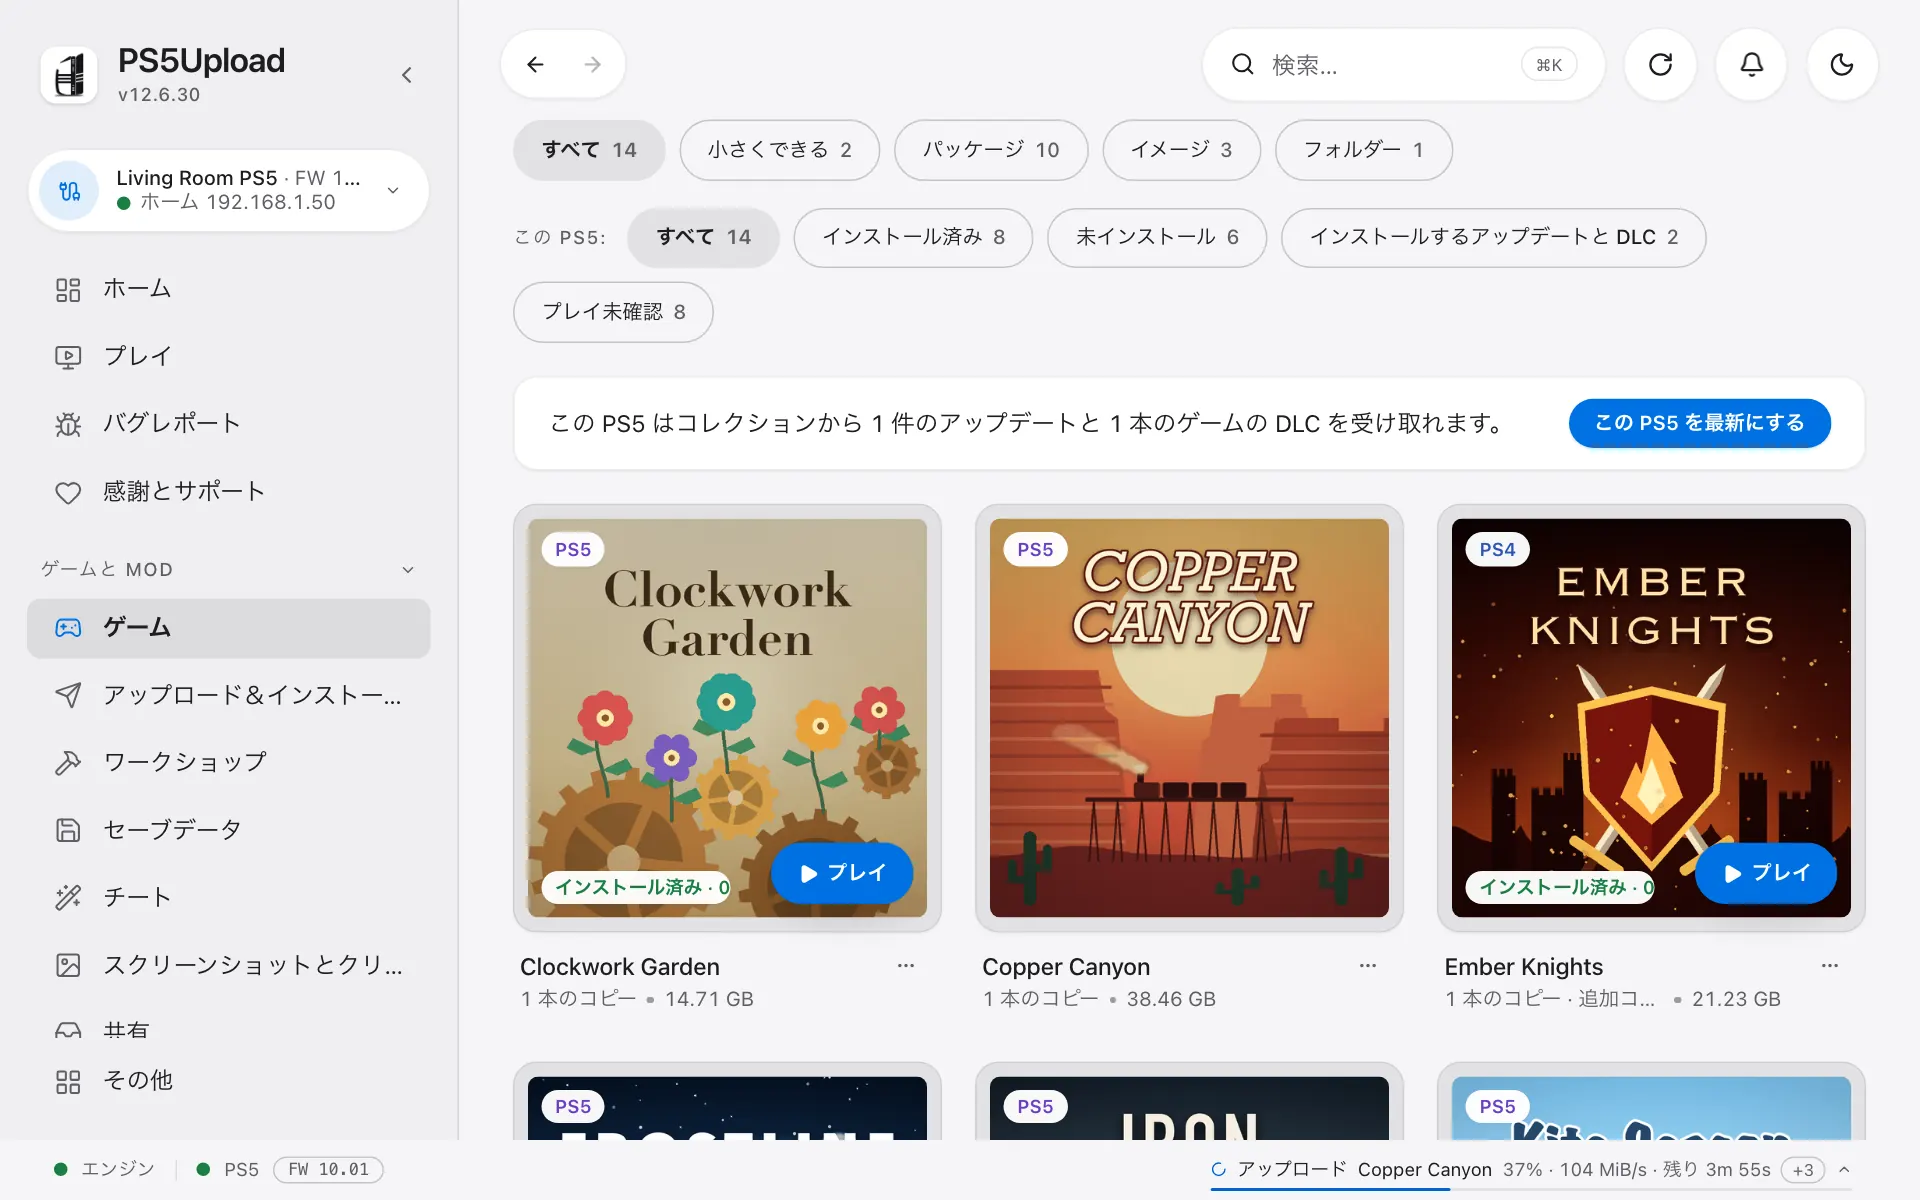 PS5Upload
v12.6.30
Living Room PS5 · FW 1...
ホーム 192.168.1.50
ホーム
プレイ
バグレポート
感謝とサポート
ゲームと MOD
ゲーム
アップロード＆インストー...
ワークショップ
セーブデータ
チート
スクリーンショットとクリ...
共有
その他
検索...
⌘K
すべて 14
小さくできる 2
パッケージ 10
イメージ 3
フォルダー 1
この PS5:
すべて 14
インストール済み 8
未インストール 6
インストールするアップデートと DLC 2
プレイ未確認 8
この PS5 はコレクションから 1 件のアップデートと 1 本のゲームの DLC を受け取れます。
この PS5 を最新にする
PS5
Clockwork
Garden
インストール済み · 0
プレイ
Clockwork Garden
1 本のコピー • 14.71 GB
PS5
COPPER
CANYON
Copper Canyon
1 本のコピー • 38.46 GB
PS4
EMBER
KNIGHTS
インストール済み · 0
プレイ
Ember Knights
1 本のコピー · 追加コ... • 21.23 GB
PS5
PS5
IRON
PS5
エンジン
PS5
FW 10.01
アップロード Copper Canyon 37% · 104 MiB/s · 残り 3m 55s
+3